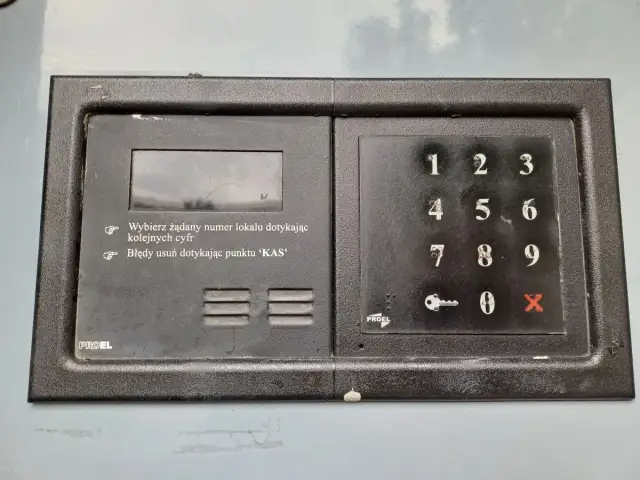 Wybierz żądany numer lokalu dotykając
kolejnych cyfr
Błędy usuń dotykając punktu ‘KAS’
PROEL
1 2 3
4 5 6
7 8 9
0 X
PROEL